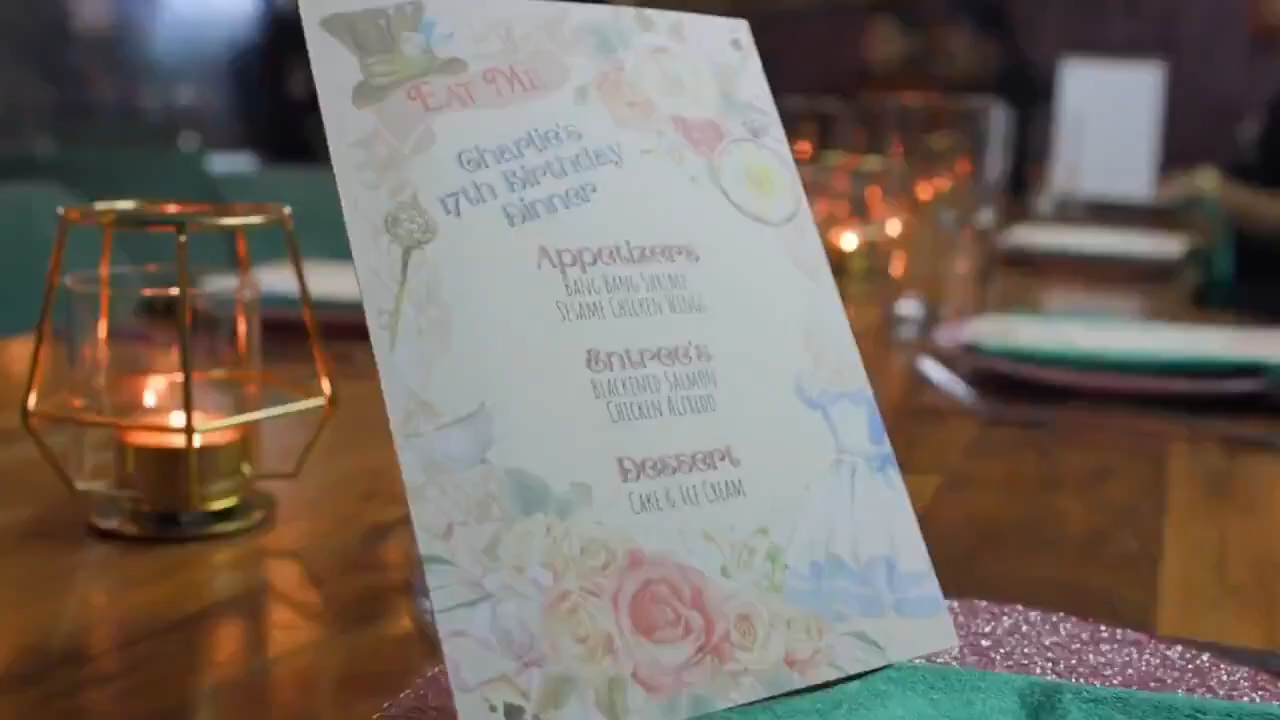 EAT ME
Charlie's
17th Birthday
Dinner
Appetizers
BANG BANG SHRIMP
SESAME CHICKEN WINGS
Entree's
BLACKENED SALMON
CHICKEN ALFREDO
Dessert
CAKE & ICE CREAM